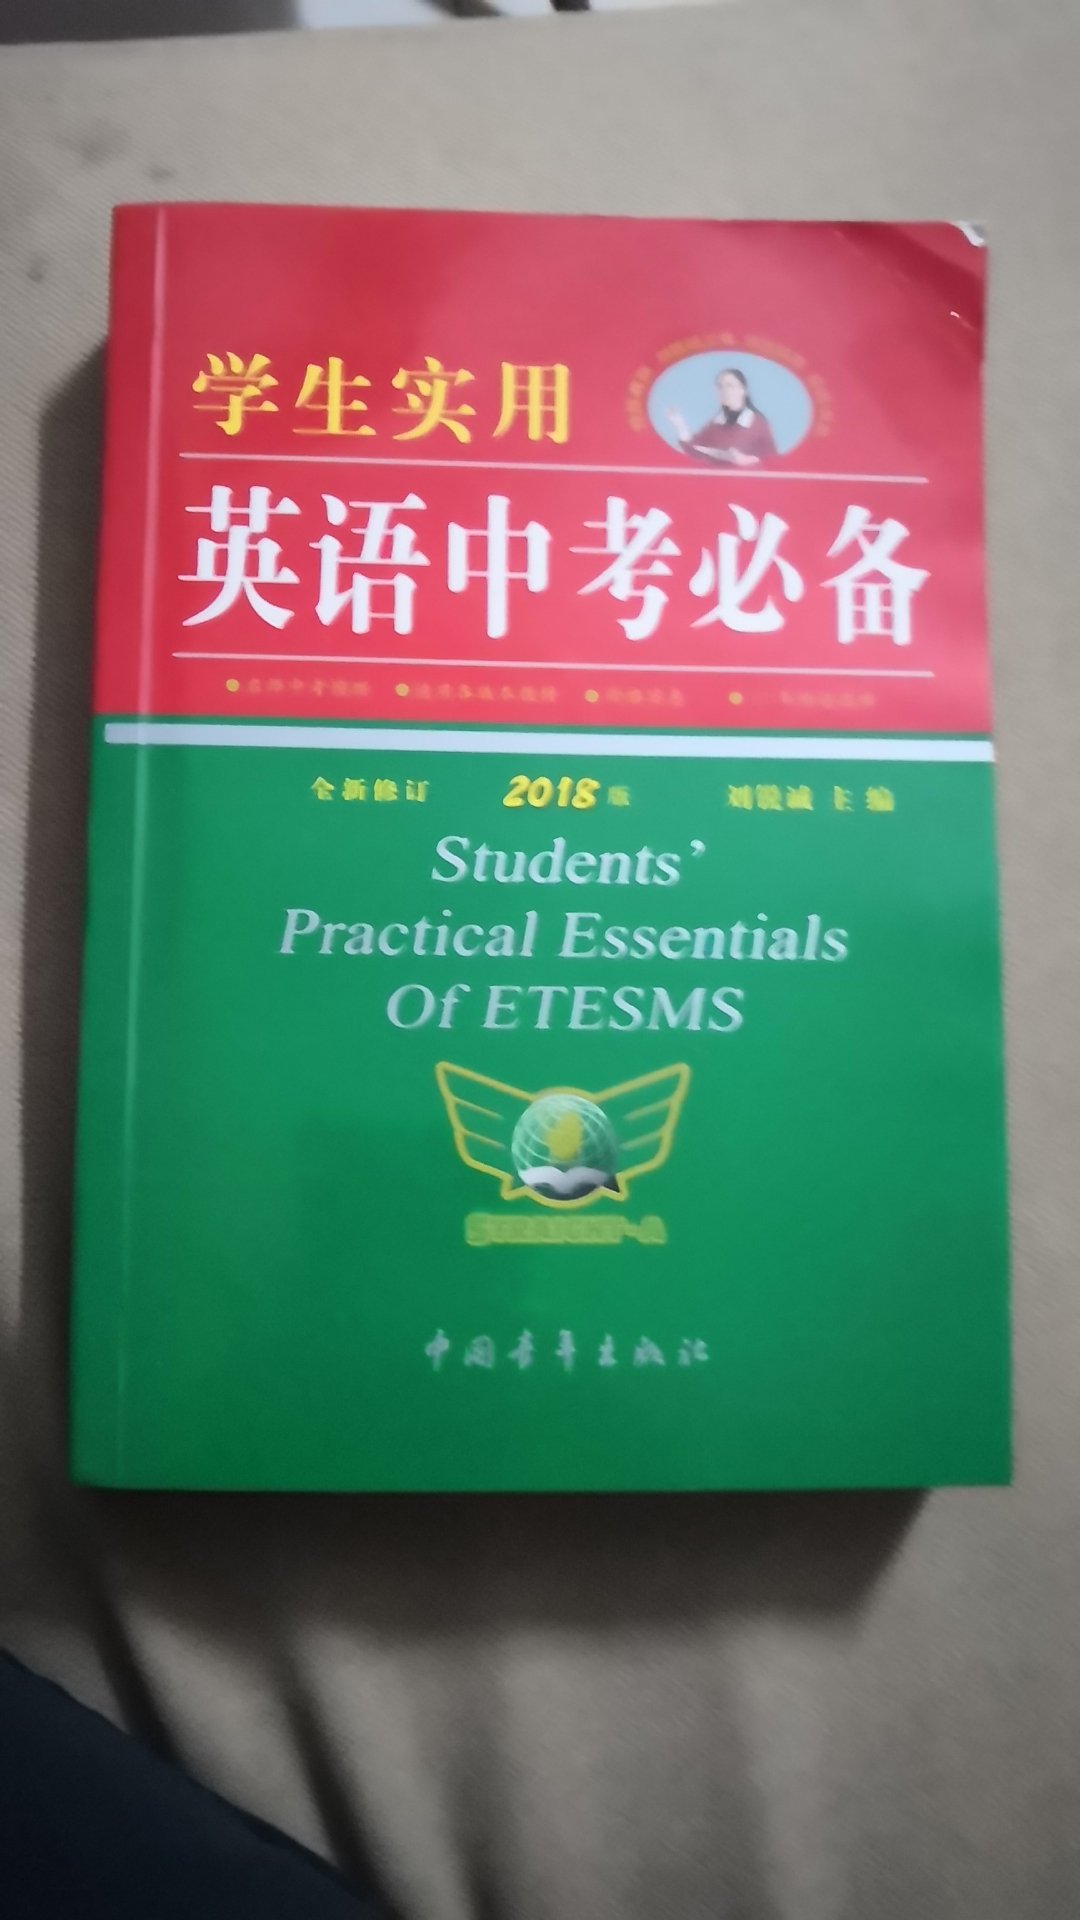 学生实用
英语中考必备
全新修订 2018版 刘锐诚 主编
Students'
Practical Essentials
Of ETESMS
STRAIGHT-A
中国青年出版社